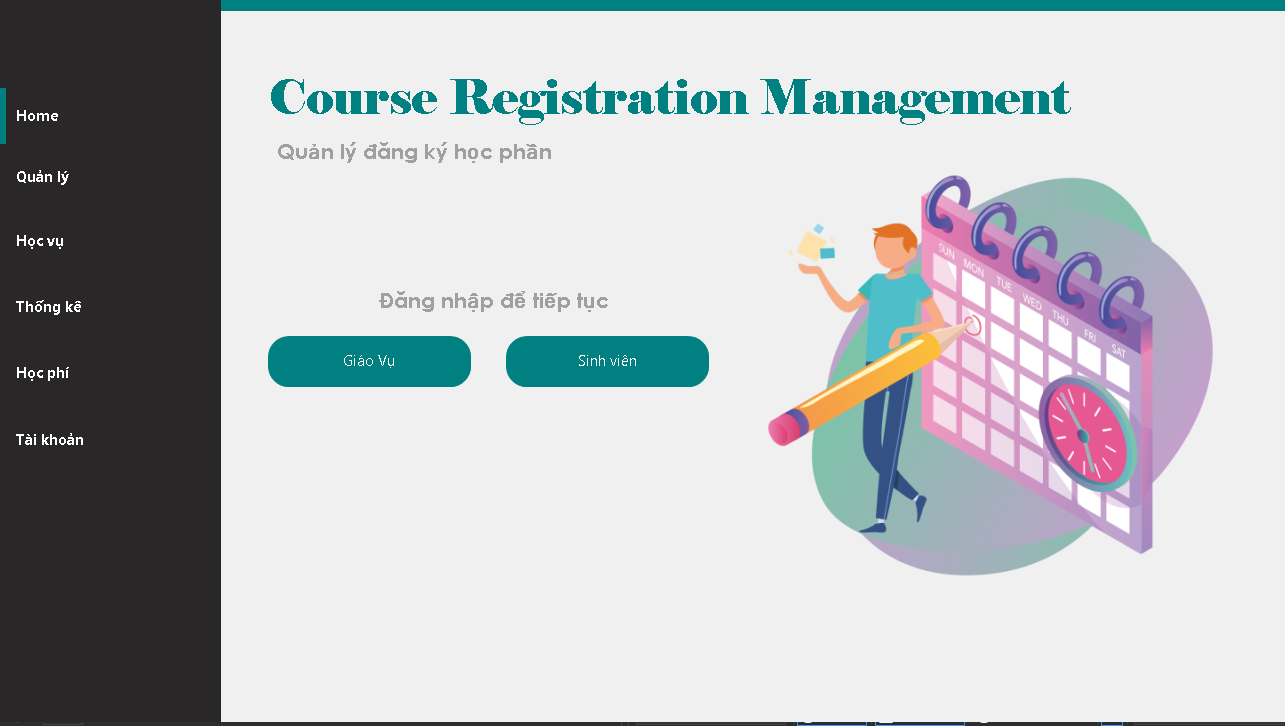 Home
Quản lý
Học vụ
Thống kê
Học phí
Tài khoản
Course Registration Management
Quản lý đăng ký học phần
Đăng nhập để tiếp tục
Giáo Vụ
Sinh viên
SUN MON TUE WED THU FRI SAT